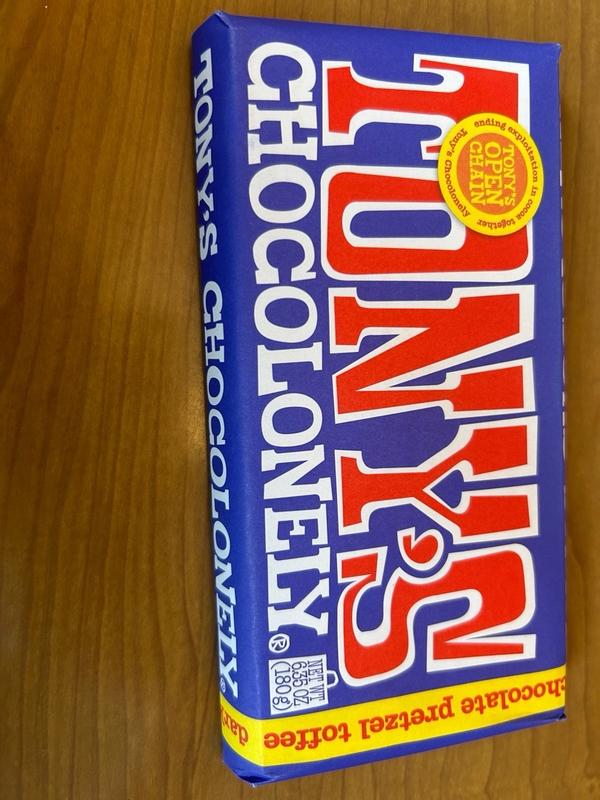 TONY'S
CHOCOLONELY®
TONY'S
OPEN
CHAIN
ending exploitation in cocoa together
Tony's Chocolonely
NET WT
6.35 OZ
(180g)
chocolate pretzel toffee
TONY'S CHOCOLONELY®